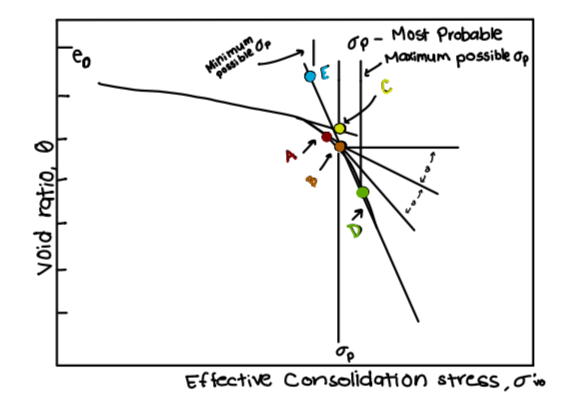 σp - Most Probable
Minimum
possible σp
Maximum possible σp
e₀
E
C
A
B
D
Void ratio, e
σp
Effective Consolidation stress, σ'vo